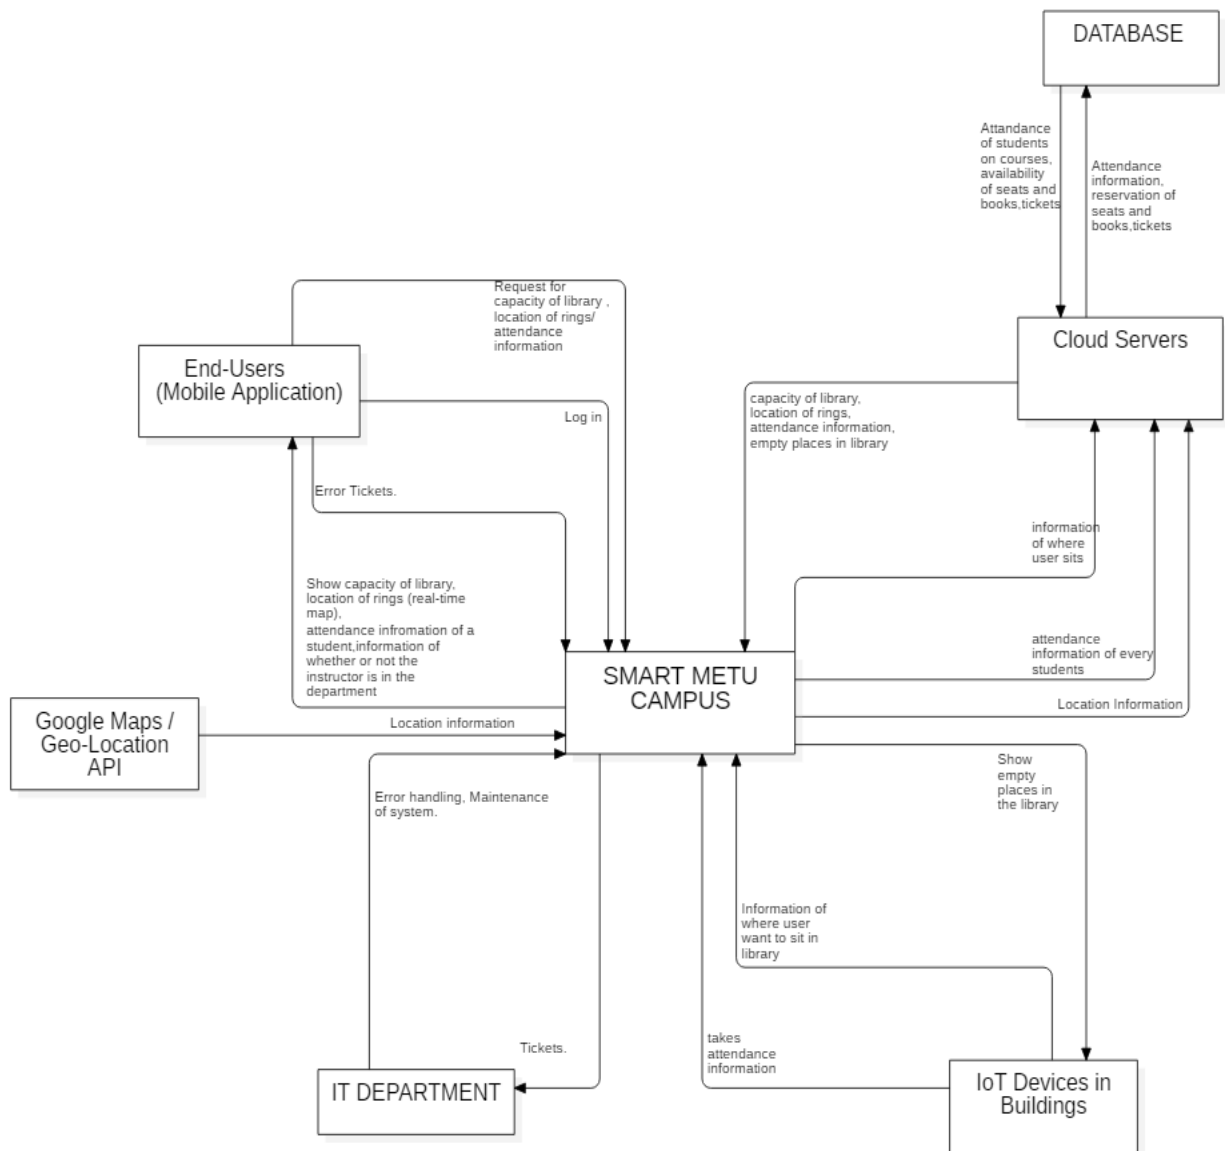 DATABASE
Attandance
of students
on courses,
availability
of seats and
books,tickets
Attendance
information,
reservation of
seats and
books,tickets
Request for
capacity of library ,
location of rings/
attendance
information
End-Users
(Mobile Application)
Cloud Servers
Log in
capacity of library,
location of rings,
attendance information,
empty places in library
Error Tickets.
information
of where
user sits
Show capacity of library,
location of rings (real-time
map),
attendance infromation of a
student,information of
whether or not the
instructor is in the
department
attendance
information of every
students
SMART METU
CAMPUS
Location Information
Google Maps /
Geo-Location
API
Location information
Show
empty
places in
the library
Error handling, Maintenance
of system.
Information of
where user
want to sit in
library
Tickets.
takes
attendance
information
IT DEPARTMENT
IoT Devices in
Buildings